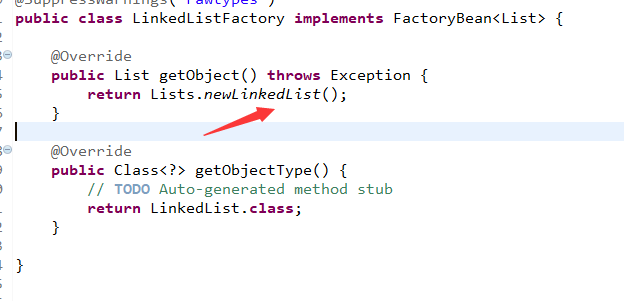 @SuppressWarnings("rawtypes")
public class LinkedListFactory implements FactoryBean<List> {
@Override
public List getObject() throws Exception {
return Lists.newLinkedList();
}
@Override
public Class<?> getObjectType() {
// TODO Auto-generated method stub
return LinkedList.class;
}
}